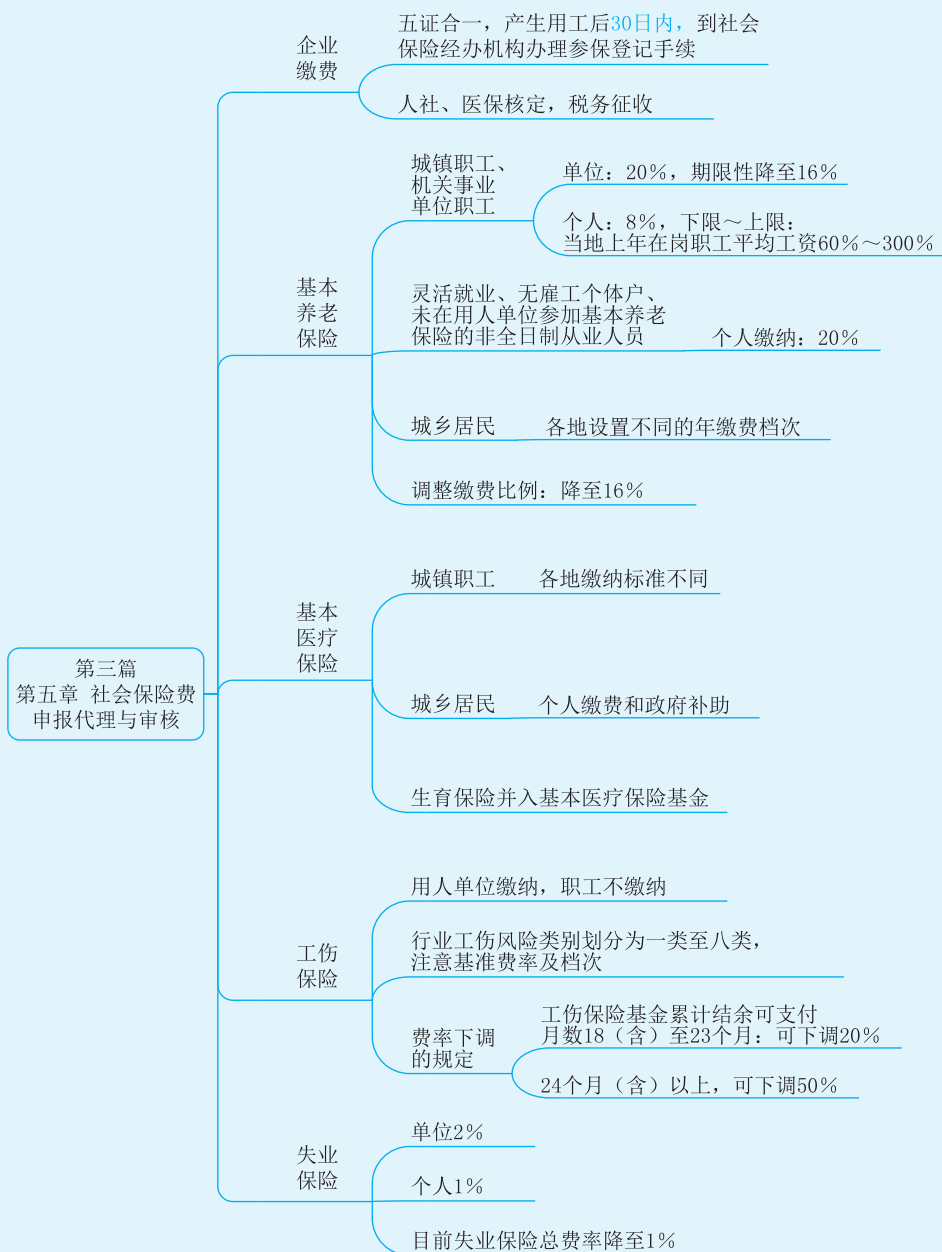 第三篇
第五章 社会保险费
申报代理与审核
企业
缴费
五证合一，产生用工后30日内，到社会
保险经办机构办理参保登记手续
人社、医保核定，税务征收
基本
养老
保险
城镇职工、
机关事业
单位职工
单位：20%，期限性降至16%
个人：8%，下限～上限：
当地上年在岗职工平均工资60%～300%
灵活就业、无雇工个体户、
未在用人单位参加基本养老
保险的非全日制从业人员
个人缴纳：20%
城乡居民
各地设置不同的年缴费档次
调整缴费比例：降至16%
基本
医疗
保险
城镇职工
各地缴纳标准不同
城乡居民
个人缴费和政府补助
生育保险并入基本医疗保险基金
工伤
保险
用人单位缴纳，职工不缴纳
行业工伤风险类别划分为一类至八类，
注意基准费率及档次
费率下调
的规定
工伤保险基金累计结余可支付
月数18（含）至23个月：可下调20%
24个月（含）以上，可下调50%
失业
保险
单位2%
个人1%
目前失业保险总费率降至1%